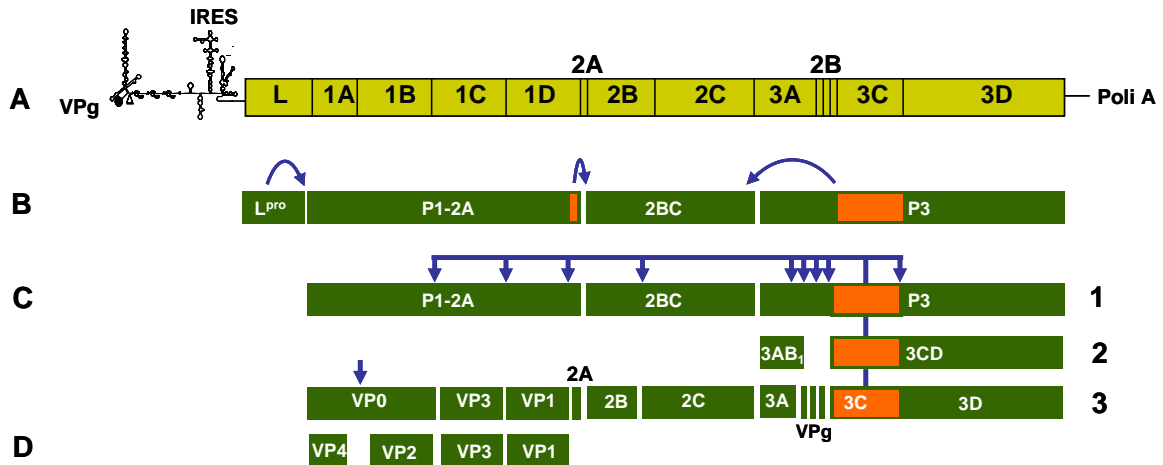 IRES
2A
2B
A
VPg
L
1A
1B
1C
1D
2B
2C
3A
3C
3D
Poli A
B
Lpro
P1-2A
2BC
P3
C
P1-2A
2BC
P3
1
3AB1
3CD
2
2A
VP0
VP3
VP1
2B
2C
3A
3C
3D
3
VPg
D
VP4
VP2
VP3
VP1